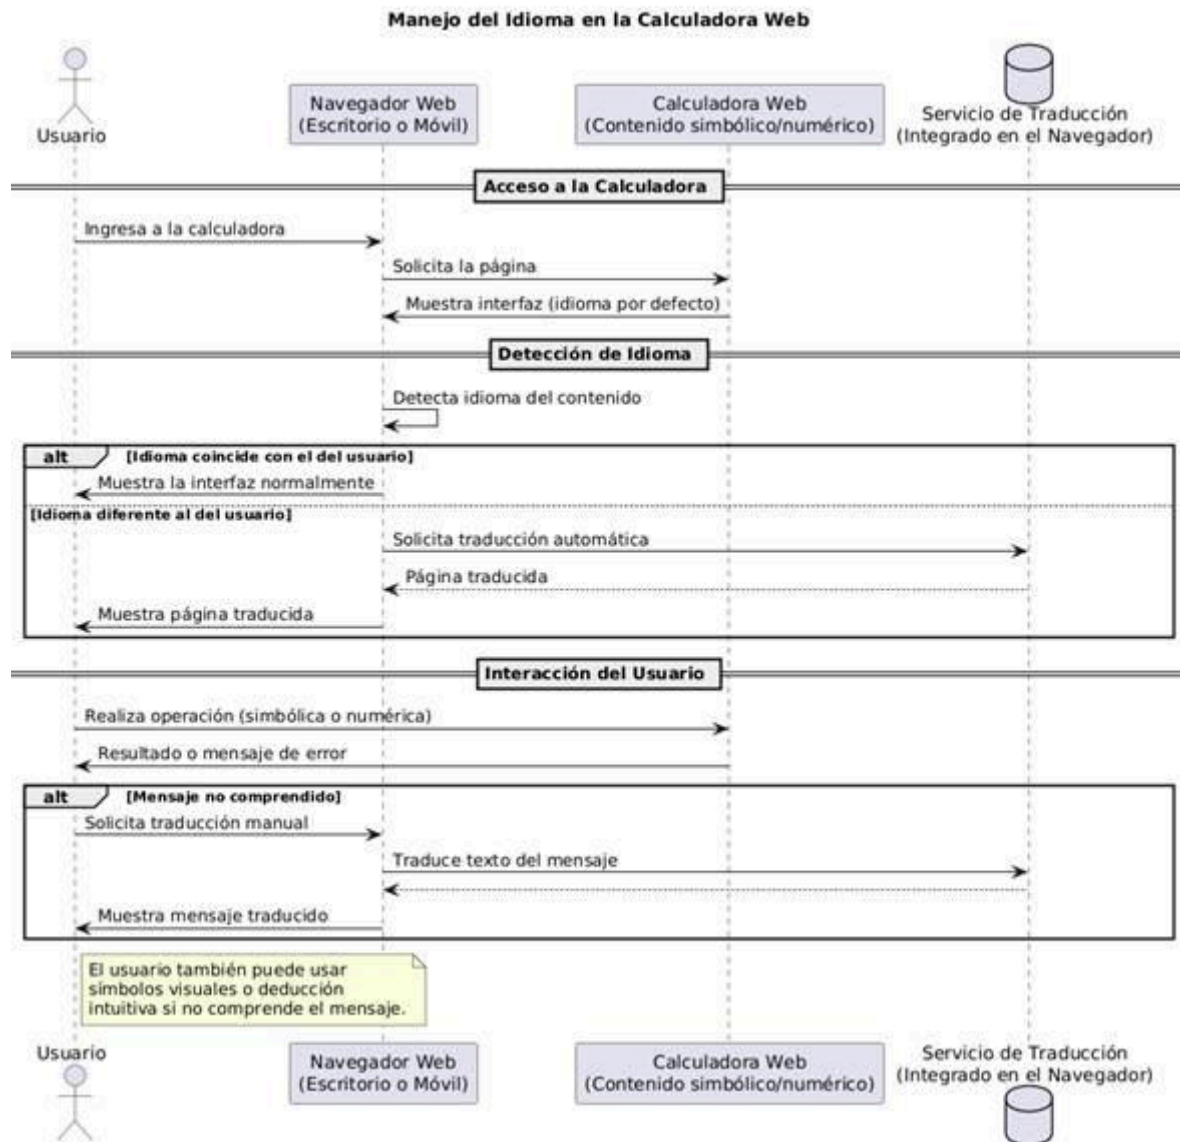 Manejo del Idioma en la Calculadora Web
Usuario
Navegador Web
(Escritorio o Móvil)
Calculadora Web
(Contenido simbólico/numérico)
Servicio de Traducción
(Integrado en el Navegador)
Acceso a la Calculadora
Ingresa a la calculadora
Solicita la página
Muestra interfaz (idioma por defecto)
Detección de Idioma
Detecta idioma del contenido
alt
[Idioma coincide con el del usuario]
Muestra la interfaz normalmente
[Idioma diferente al del usuario]
Solicita traducción automática
Página traducida
Muestra página traducida
Interacción del Usuario
Realiza operación (simbólica o numérica)
Resultado o mensaje de error
alt
[Mensaje no comprendido]
Solicita traducción manual
Traduce texto del mensaje
Muestra mensaje traducido
El usuario también puede usar
símbolos visuales o deducción
intuitiva si no comprende el mensaje.
Usuario
Navegador Web
(Escritorio o Móvil)
Calculadora Web
(Contenido simbólico/numérico)
Servicio de Traducción
(Integrado en el Navegador)